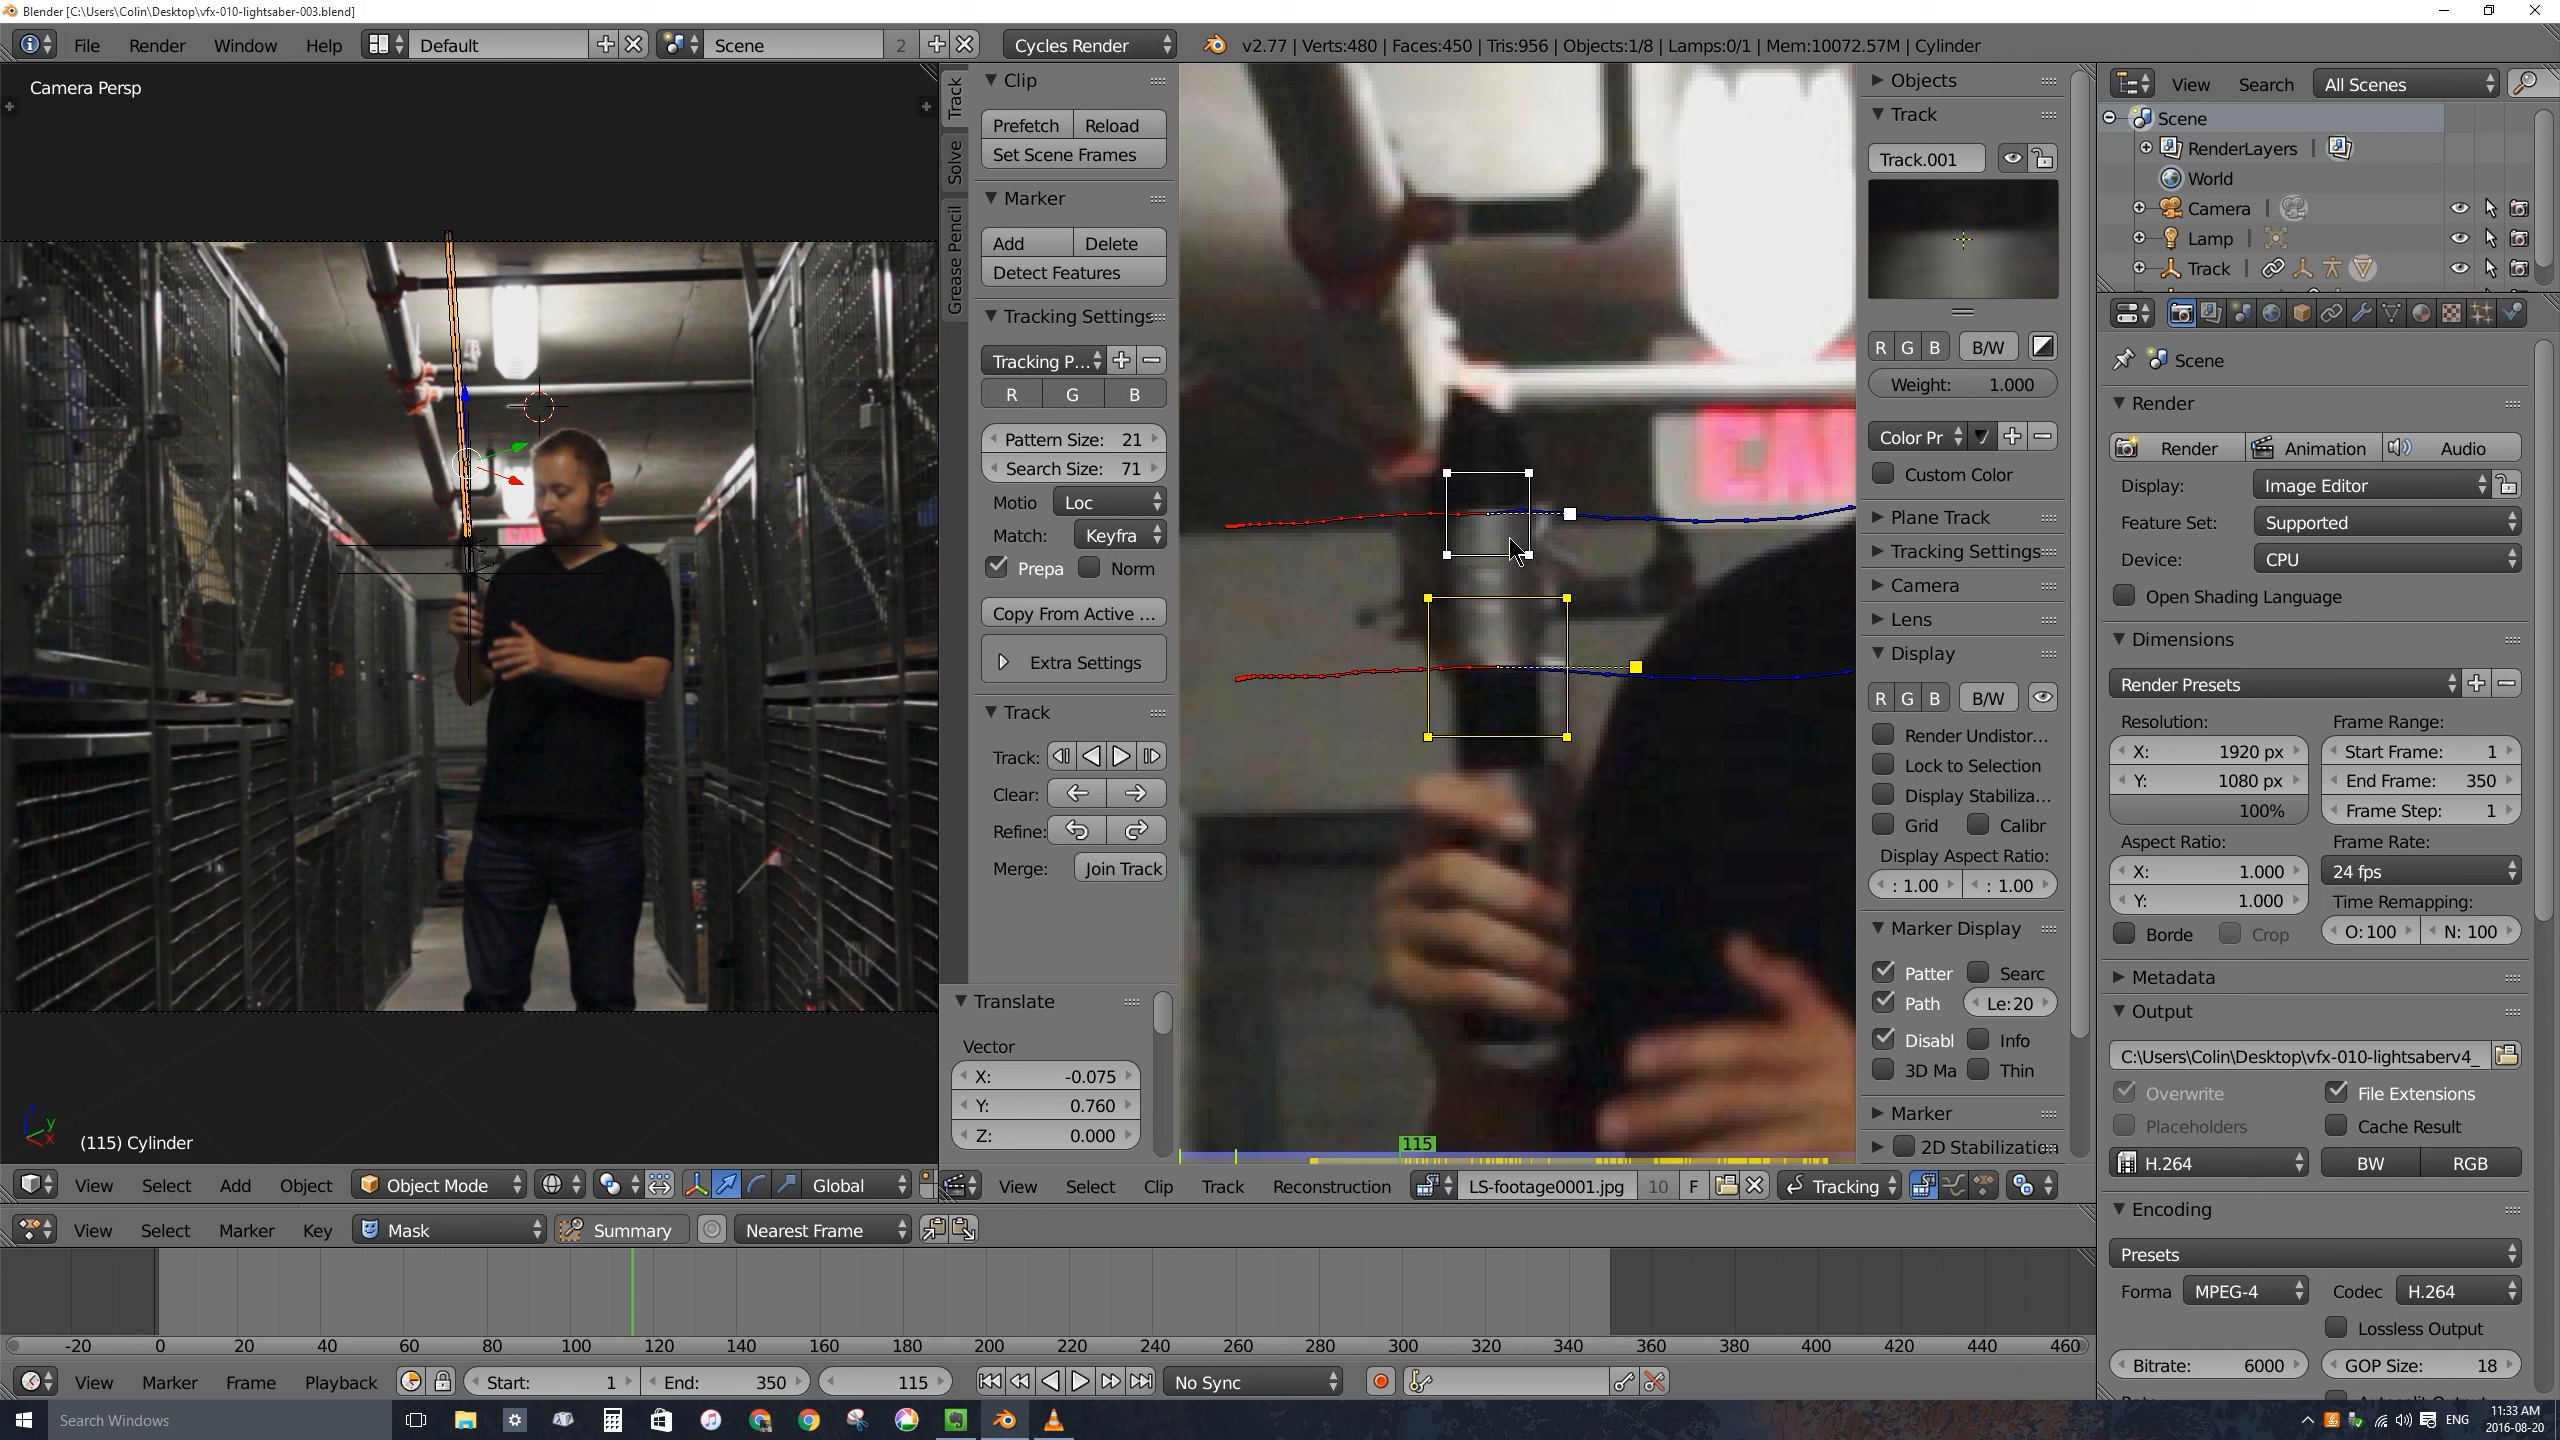 Blender [C:\Users\Colin\Desktop\vfx-010-lightsaber-003.blend]
File Render Window Help Default Scene 2 Cycles Render v2.77 | Verts:480 | Faces:450 | Tris:956 | Objects:1/8 | Lamps:0/1 | Mem:10072.57M | Cylinder
Camera Persp
(115) Cylinder
View Select Add Object Object Mode Global
Track
Solve
Grease Pencil
Clip
Prefetch Reload
Set Scene Frames
Marker
Add Delete
Detect Features
Tracking Settings
Tracking P...
R G B
Pattern Size: 21
Search Size: 71
Motio Loc
Match: Keyfra
Prepa Norm
Copy From Active ...
Extra Settings
Track
Track:
Clear:
Refine:
Merge: Join Track
Translate
Vector
X: -0.075
Y: 0.760
Z: 0.000
115
View Select Clip Track Reconstruction LS-footage0001.jpg 10 F Tracking
Objects
Track
Track.001
R G B B/W
Weight: 1.000
Color Pr
Custom Color
Plane Track
Tracking Settings
Camera
Lens
Display
R G B B/W
Render Undistor...
Lock to Selection
Display Stabiliza...
Grid Calibr
Display Aspect Ratio:
: 1.00 : 1.00
Marker Display
Patter Searc
Path Le:20
Disabl Info
3D Ma Thin
Marker
2D Stabilization
View Search All Scenes
Scene
RenderLayers |
World
Camera |
Lamp |
Track |
Scene
Render
Render Animation Audio
Display: Image Editor
Feature Set: Supported
Device: CPU
Open Shading Language
Dimensions
Render Presets
Resolution: Frame Range:
X: 1920 px Start Frame: 1
Y: 1080 px End Frame: 350
100% Frame Step: 1
Aspect Ratio: Frame Rate:
X: 1.000 24 fps
Y: 1.000 Time Remapping:
Borde Crop O: 100 N: 100
Metadata
Output
C:\Users\Colin\Desktop\vfx-010-lightsaberv4_
Overwrite File Extensions
Placeholders Cache Result
H.264 BW RGB
Encoding
Presets
Forma MPEG-4 Codec H.264
Lossless Output
Bitrate: 6000 GOP Size: 18
View Select Marker Key Mask Summary Nearest Frame
-20 0 20 40 60 80 100 120 140 160 180 200 220 240 260 280 300 320 340 360 380 400 420 440 460
View Marker Frame Playback Start: 1 End: 350 115 No Sync
Search Windows
ENG
11:33 AM
2016-08-20